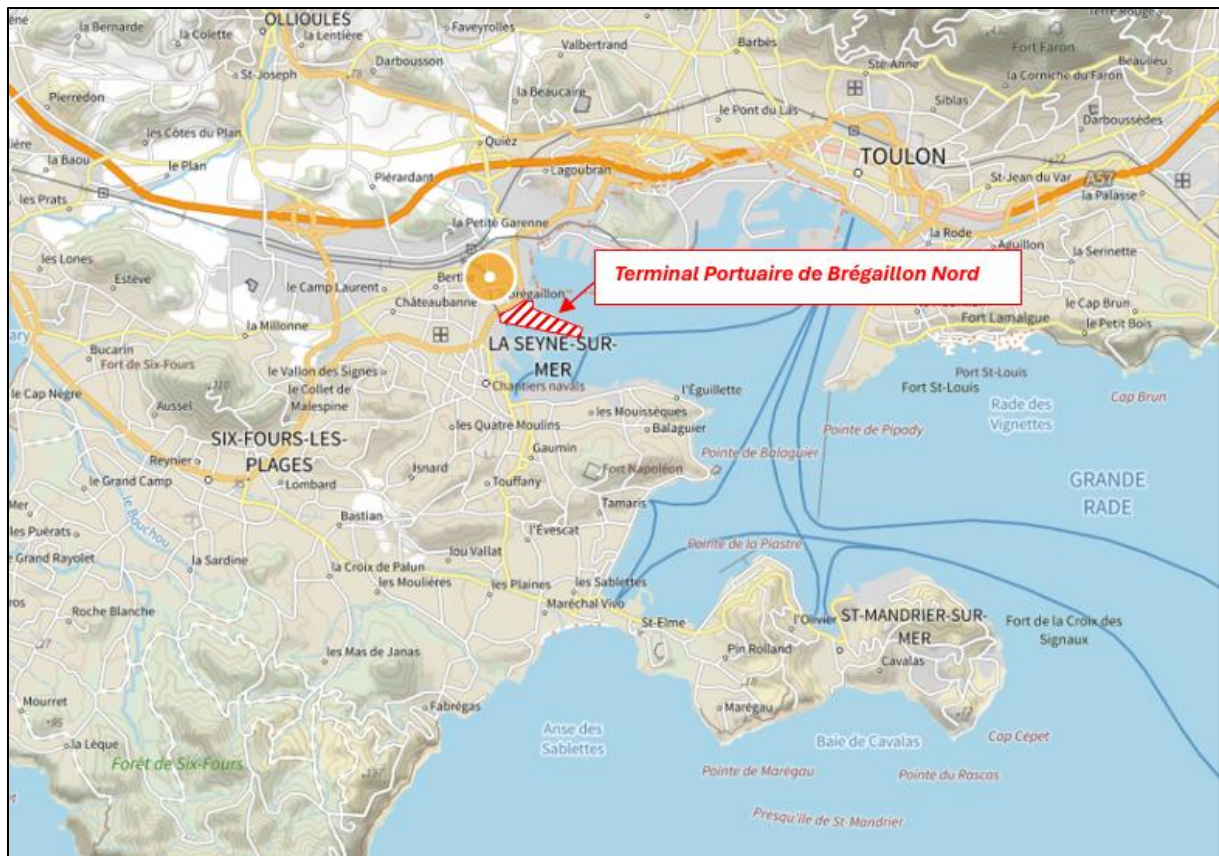 la Bernarde
la Colette
OLLIOULES
la Lentière
Faveyrolles
Valbertrand
Barbès
Fort Faron
Darbousson
St-Joseph
Ste-Anne
Beaulieu
la Corniche du Faron
Pierredon
la Beaucaire
le Pont du Las
Siblas
Darboussèdes
les Côtes du Plan
Quiez
la Baou
le Plan
Lagoubran
TOULON
Piérardant
St-Jean du Var
A57
la Palasse
les Prats
la Petite Garenne
la Rode
Aguillon
la Serinette
les Lones
Estève
le Camp Laurent
Brégaillon
Terminal Portuaire de Brégaillon Nord
Châteaubanne
le Cap Brun
Fort Lamalgue
le Petit Bois
la Millonne
LA SEYNE-SUR-
MER
Bucarin
Fort de Six-Fours
le Vallon des Signes
Port St-Louis
Fort St-Louis
le Cap Nègre
210
le Collet de
Malespine
Chantiers navals
l'Éguillette
Cap Brun
Aussel
les Mouissèques
Rade des
Vignettes
SIX-FOURS-LES-
PLAGES
les Quatre Moulins
Balaguier
Pointe de Pipady
Reynier
Gaumin
Pointe de Balaguier
le Grand Camp
Lombard
Isnard
Fort Napoléon
Touffany
GRANDE
RADE
Mer
le Bouchou
Bastian
Tamaris
les Puérats
l'Évescat
Grand Rayolet
la Sardine
lou Vallat
Pointe de la Piastre
la Croix de Palun
les Moulières
les Plaines
les Sablettes
Roche Blanche
Maréchal Vivo
St-Elme
l'Olivier
ST-MANDRIER-SUR-
MER
Fort de la Croix des
Signaux
27
les Mas de Janas
Pin Rolland
Cavalas
Mourret
Fabrégas
Marégau
la Lèque
Anse des
Sablettes
Baie de Cavalas
Cap Cépet
Forêt de Six-Fours
Pointe de Marégau
Pointe du Rascas
Presqu'île de St-Mandrier